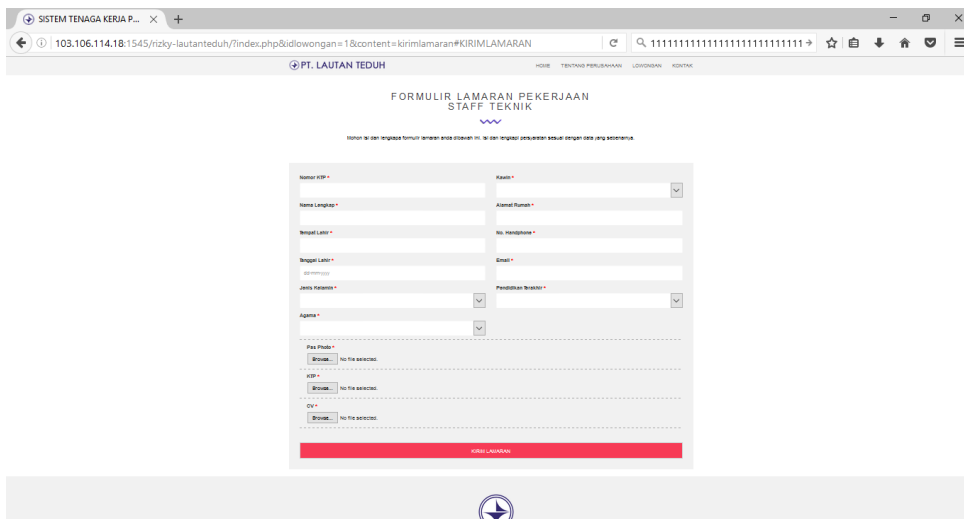 SISTEM TENAGA KERJA P...
103.106.114.18:1545/rizky-lautanteduh/?index.php&idlowongan=1&content=kirimlamaran#KIRIMLAMARAN
PT. LAUTAN TEDUH
HOME TENTANG PERUSAHAAN LOWONGAN KONTAK
FORMULIR LAMARAN PEKERJAAN
STAFF TEKNIK
Mohon isi dan lengkapa formulir lamaran anda dibawah ini. Isi dan lengkapi persyaratan sesuai dengan data yang sebenarnya.
Nomor KTP *
Kawin *
Nama Lengkap *
Alamat Rumah *
Tempat Lahir *
No. Handphone *
Tanggal Lahir *
Email *
Jenis Kelamin *
Pendidikan Terakhir *
Agama *
Pas Photo *
Browse... No file selected.
KTP *
Browse... No file selected.
CV *
Browse... No file selected.
KIRIM LAMARAN